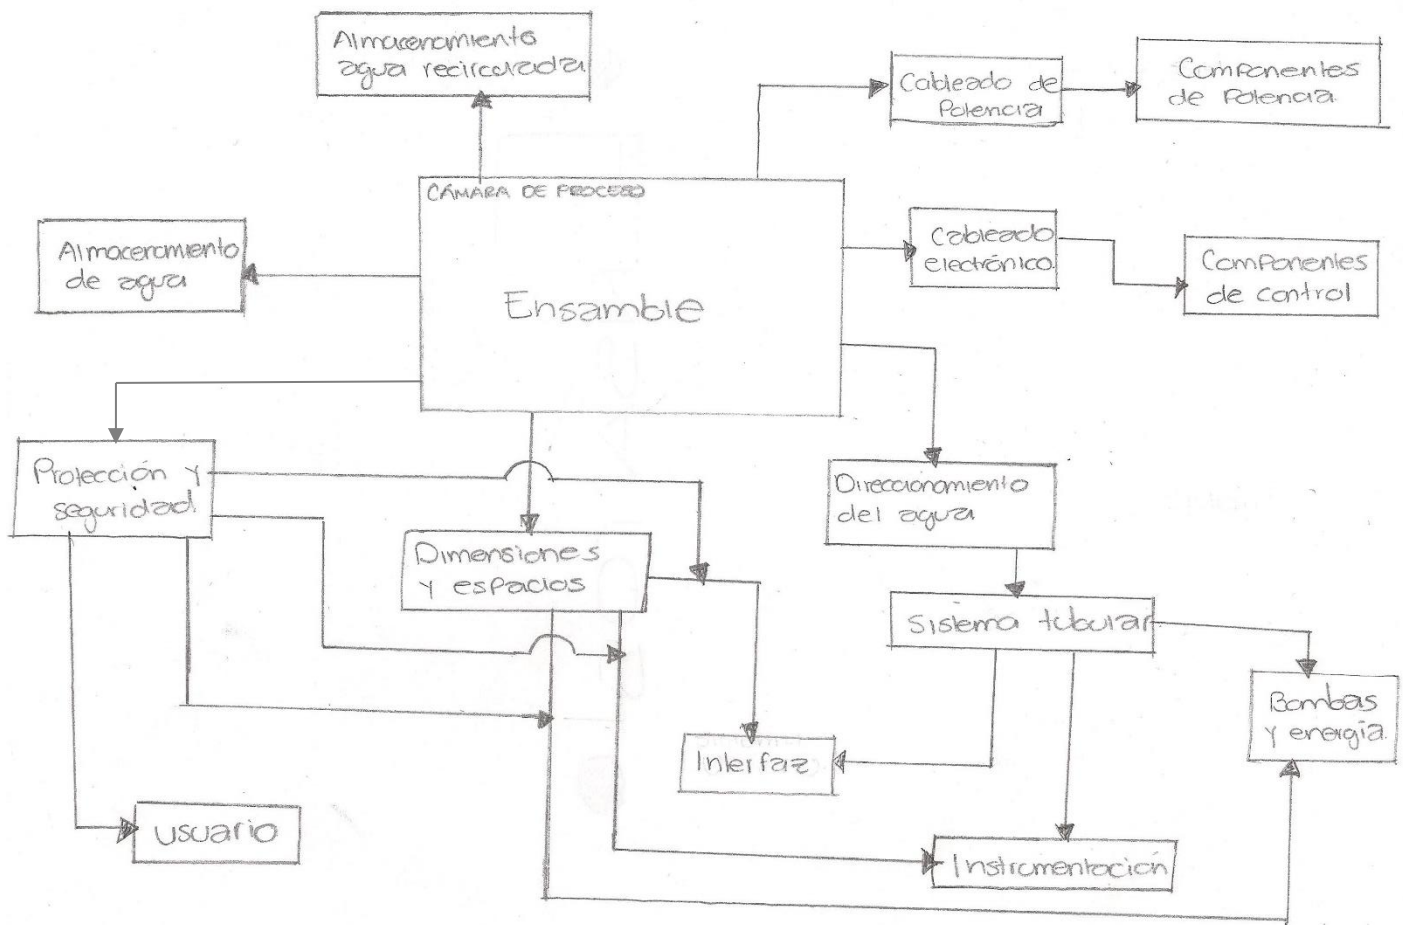 Almacenamiento
agua recirculada
Cableado de
Potencia
Componentes
de Potencia
CÁMARA DE PROCESO
Ensamble
Almacenamiento
de agua
Cableado
electrónico
Componentes
de control
Protección y
seguridad
Dimensiones
y espacios
Direccionamiento
del agua
Sistema tubular
Bombas
y energía
Interfaz
usuario
Instrumentación